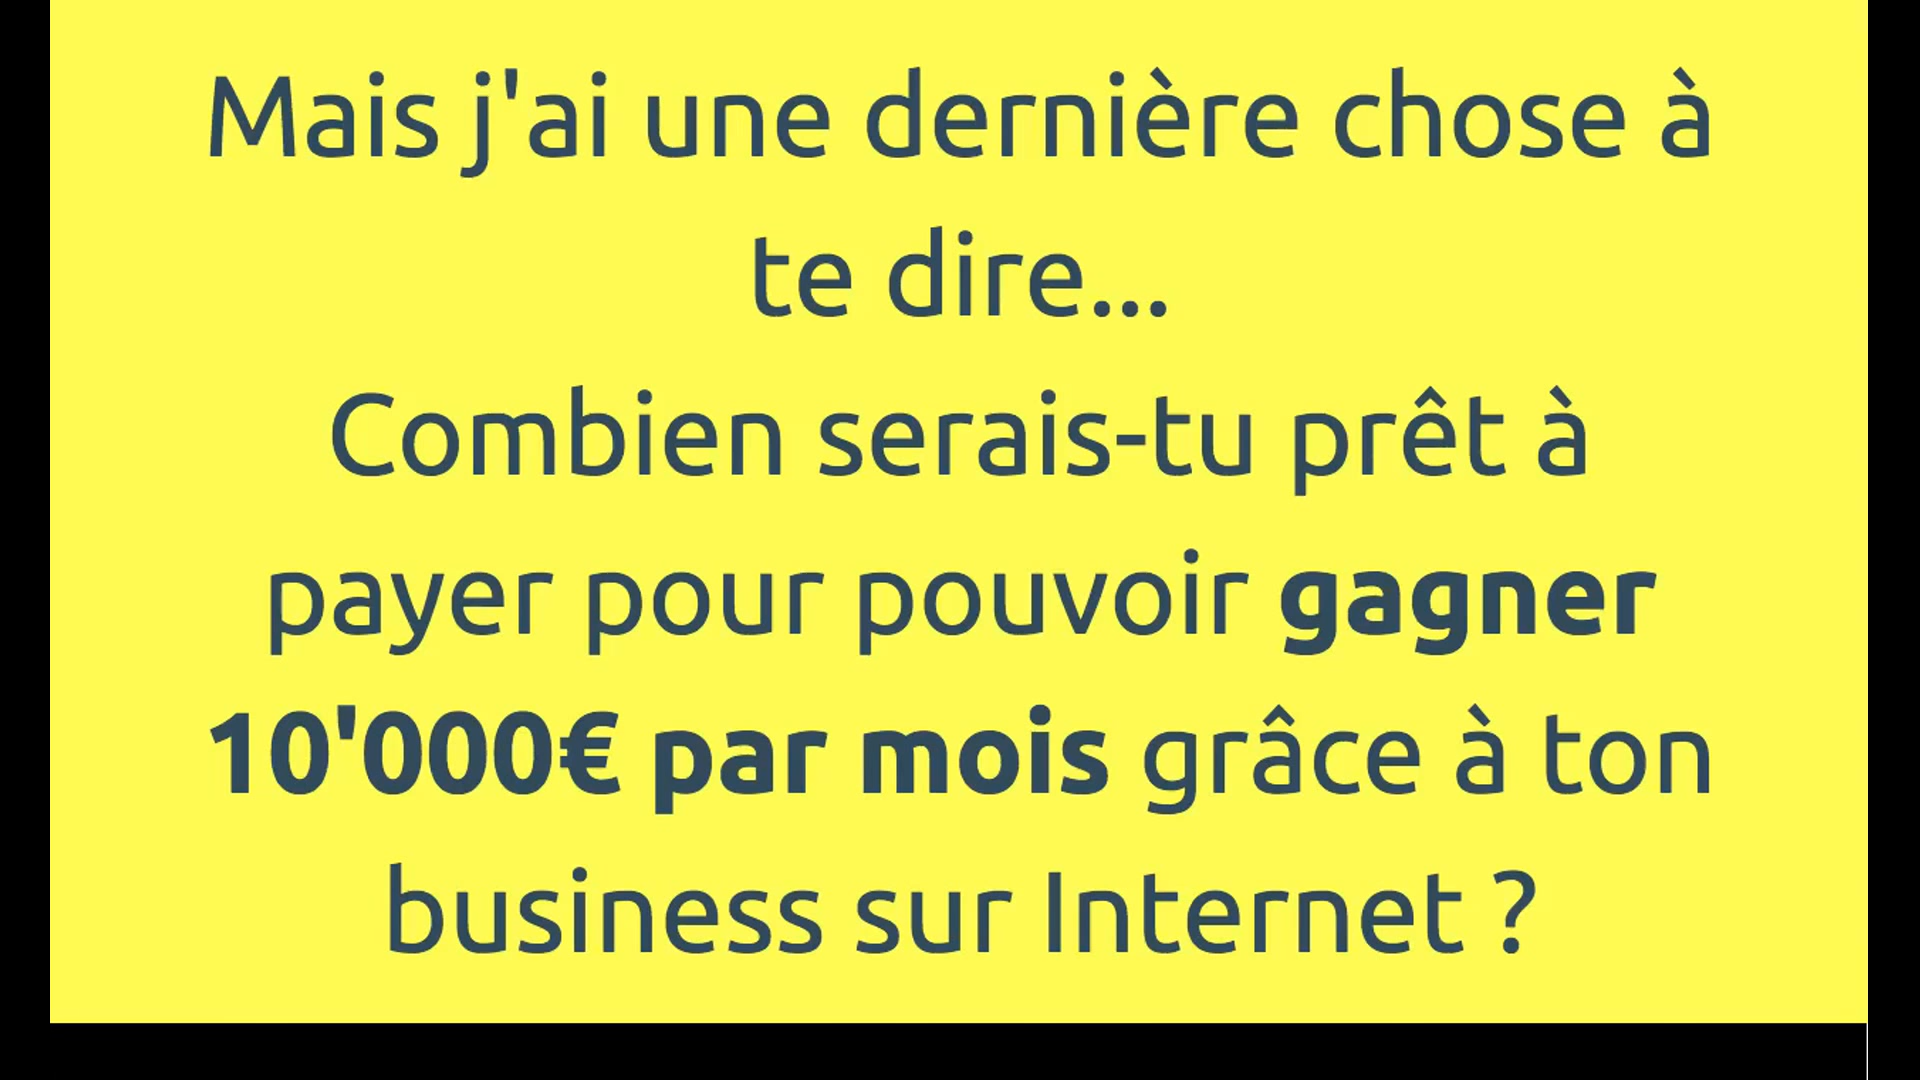 Mais j'ai une dernière chose à
te dire...
Combien serais-tu prêt à
payer pour pouvoir gagner
10'000€ par mois grâce à ton
business sur Internet ?